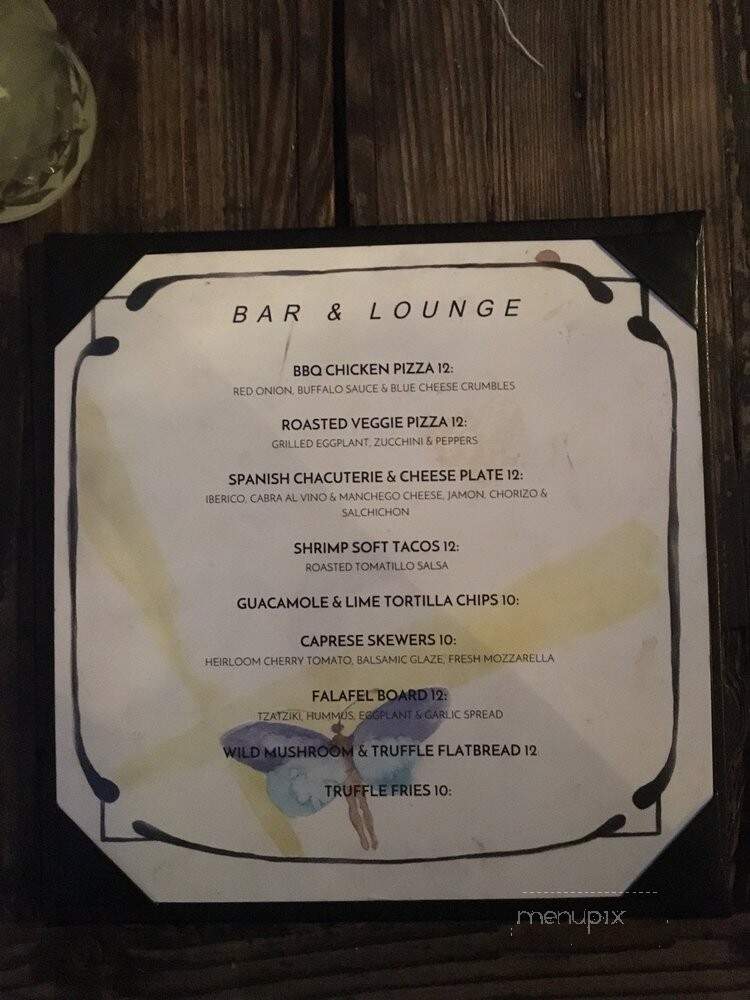 BAR & LOUNGE
BBQ CHICKEN PIZZA 12:
RED ONION, BUFFALO SAUCE & BLUE CHEESE CRUMBLES
ROASTED VEGGIE PIZZA 12:
GRILLED EGGPLANT, ZUCCHINI & PEPPERS
SPANISH CHACUTERIE & CHEESE PLATE 12:
IBERICO, CABRA AL VINO & MANCHEGO CHEESE, JAMON, CHORIZO &
SALCHICHON
SHRIMP SOFT TACOS 12:
ROASTED TOMATILLO SALSA
GUACAMOLE & LIME TORTILLA CHIPS 10:
CAPRESE SKEWERS 10:
HEIRLOOM CHERRY TOMATO, BALSAMIC GLAZE, FRESH MOZZARELLA
FALAFEL BOARD 12:
TZATZIKI, HUMMUS, EGGPLANT & GARLIC SPREAD
WILD MUSHROOM & TRUFFLE FLATBREAD 12
TRUFFLE FRIES 10:
menupix